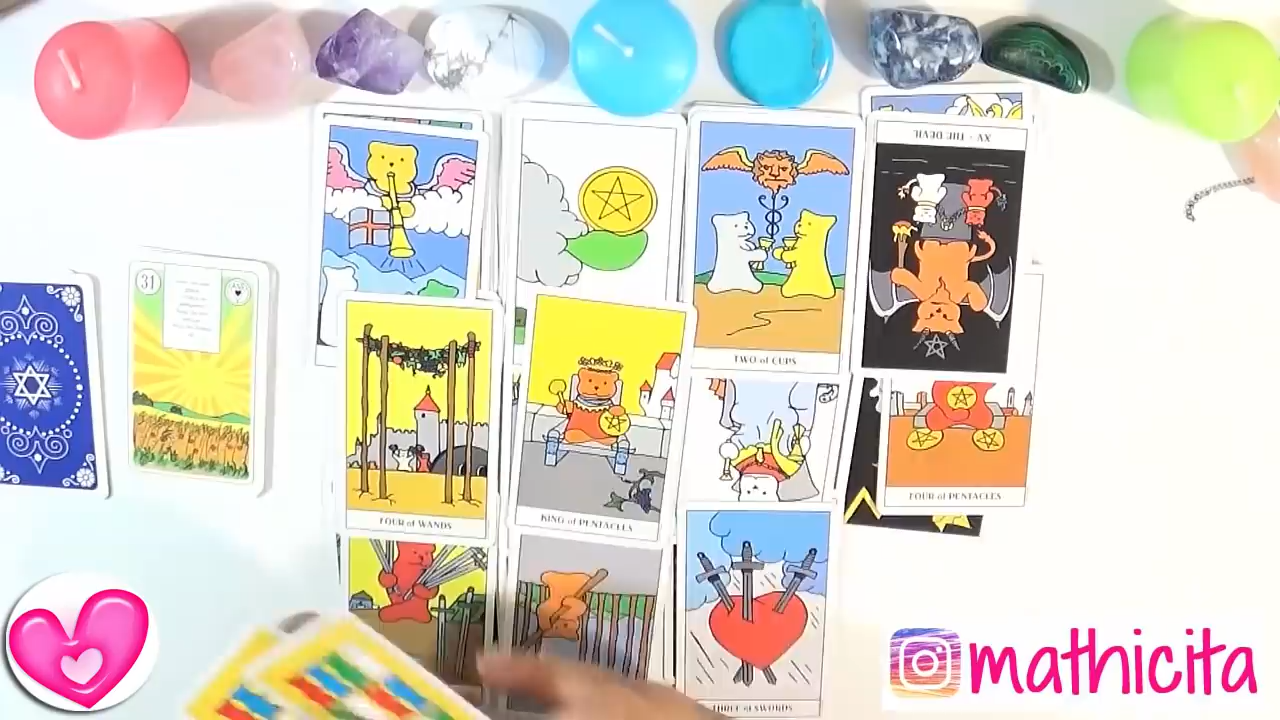 XV · THE DEVIL
31
TWO of CUPS
FOUR of PENTACLES
FOUR of WANDS
KING of PENTACLES
THREE of SWORDS
mathicita